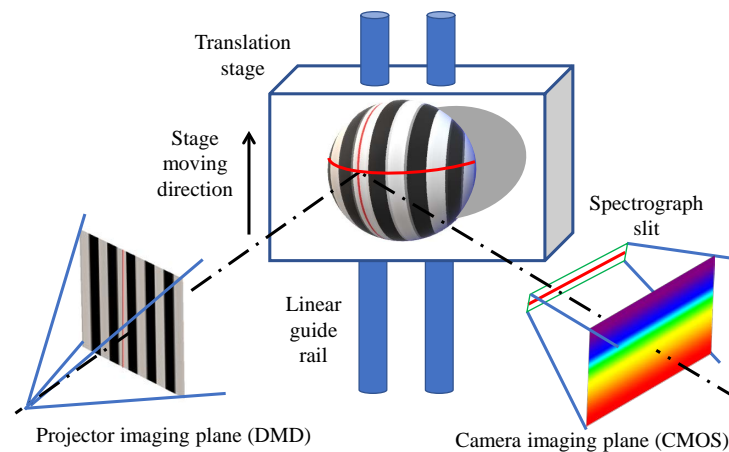 Translation
stage
Stage
moving
direction
Spectrograph
slit
Linear
guide
rail
Projector imaging plane (DMD)
Camera imaging plane (CMOS)